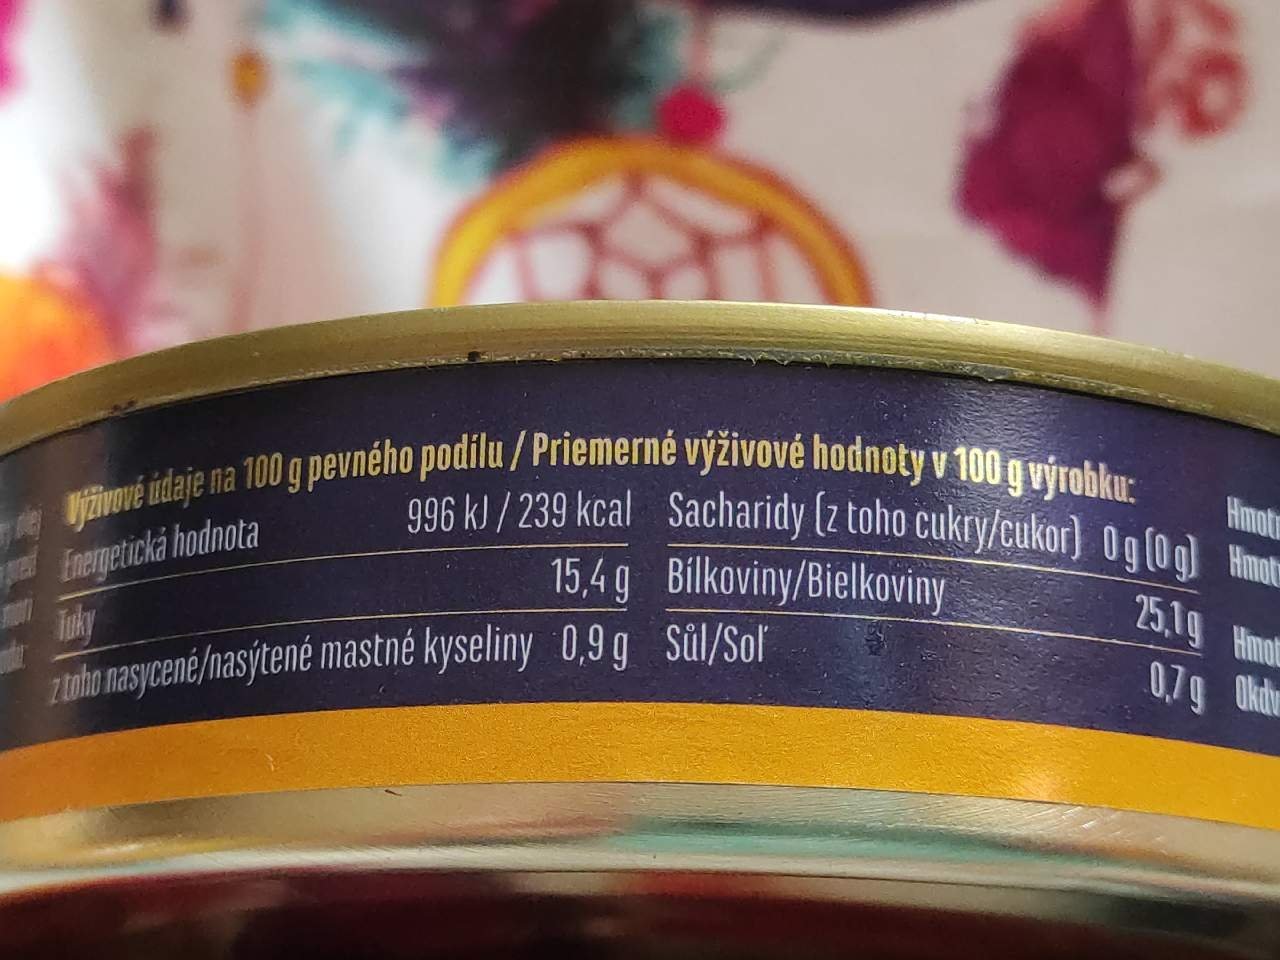 Výživové údaje na 100 g pevného podílu / Priemerné výživové hodnoty v 100 g výrobku:
Energetická hodnota 996 kJ / 239 kcal
Tuky 15,4 g
z toho nasycené/nasýtené mastné kyseliny 0,9 g
Sacharidy (z toho cukry/cukor) 0 g (0 g)
Bílkoviny/Bielkoviny 25,1 g
Sůl/Soľ 0,7 g